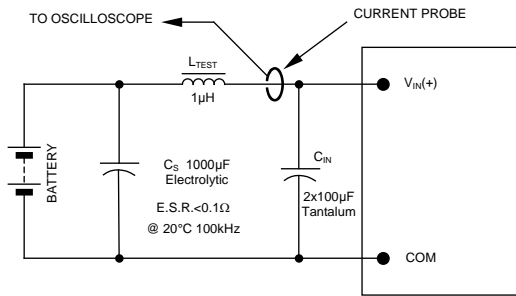 TO OSCILLOSCOPE
CURRENT PROBE
LTEST
1µH
VIN(+)
BATTERY
CS 1000µF
Electrolytic
E.S.R.<0.1Ω
@ 20°C 100kHz
CIN
2x100µF
Tantalum
COM